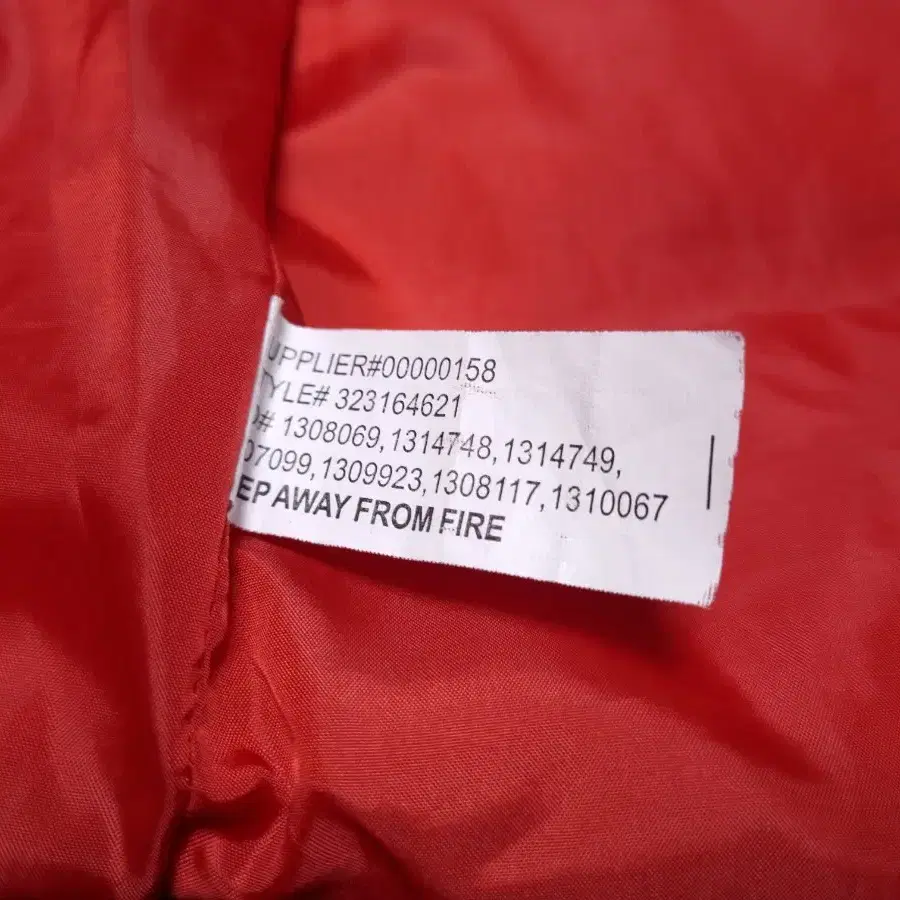 UPPLIER#00000158
TYLE# 323164621
# 1308069,1314748,1314749,
07099,1309923,1308117,1310067
EP AWAY FROM FIRE